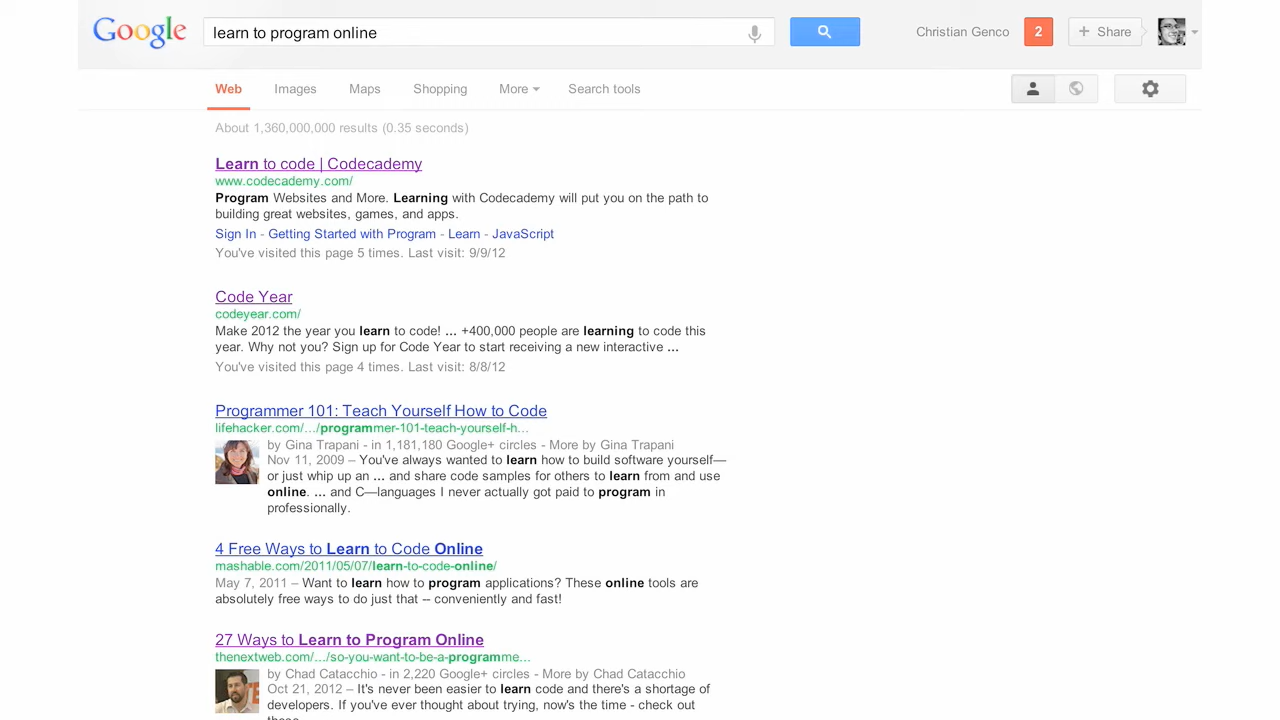 Google
learn to program online
Christian Genco
2
+ Share
Web
Images
Maps
Shopping
More
Search tools
About 1,360,000,000 results (0.35 seconds)
Learn to code | Codecademy
www.codecademy.com/
Program Websites and More. Learning with Codecademy will put you on the path to
building great websites, games, and apps.
Sign In - Getting Started with Program - Learn - JavaScript
You've visited this page 5 times. Last visit: 9/9/12
Code Year
codeyear.com/
Make 2012 the year you learn to code! ... +400,000 people are learning to code this
year. Why not you? Sign up for Code Year to start receiving a new interactive ...
You've visited this page 4 times. Last visit: 8/8/12
Programmer 101: Teach Yourself How to Code
lifehacker.com/.../programmer-101-teach-yourself-h...
by Gina Trapani - in 1,181,180 Google+ circles - More by Gina Trapani
Nov 11, 2009 – You've always wanted to learn how to build software yourself—
or just whip up an ... and share code samples for others to learn from and use
online. ... and C—languages I never actually got paid to program in
professionally.
4 Free Ways to Learn to Code Online
mashable.com/2011/05/07/learn-to-code-online/
May 7, 2011 – Want to learn how to program applications? These online tools are
absolutely free ways to do just that -- conveniently and fast!
27 Ways to Learn to Program Online
thenextweb.com/.../so-you-want-to-be-a-programme...
by Chad Catacchio - in 2,220 Google+ circles - More by Chad Catacchio
Oct 21, 2012 – It's never been easier to learn code and there's a shortage of
developers. If you've ever thought about trying, now's the time - check out